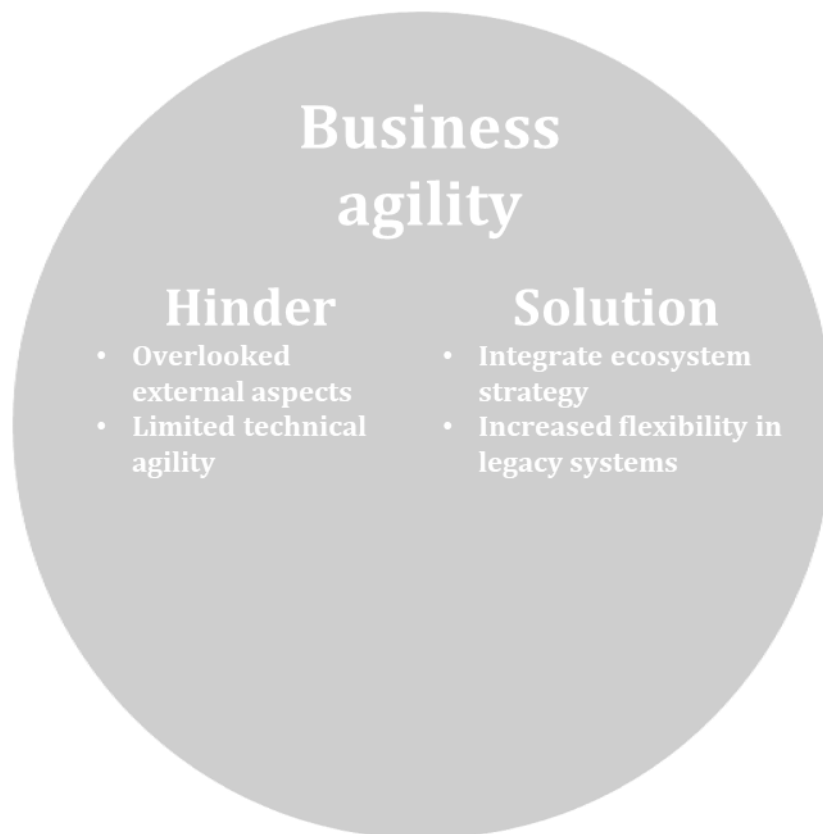 Business
agility
Hinder
• Overlooked
external aspects
• Limited technical
agility
Solution
• Integrate ecosystem
strategy
• Increased flexibility in
legacy systems